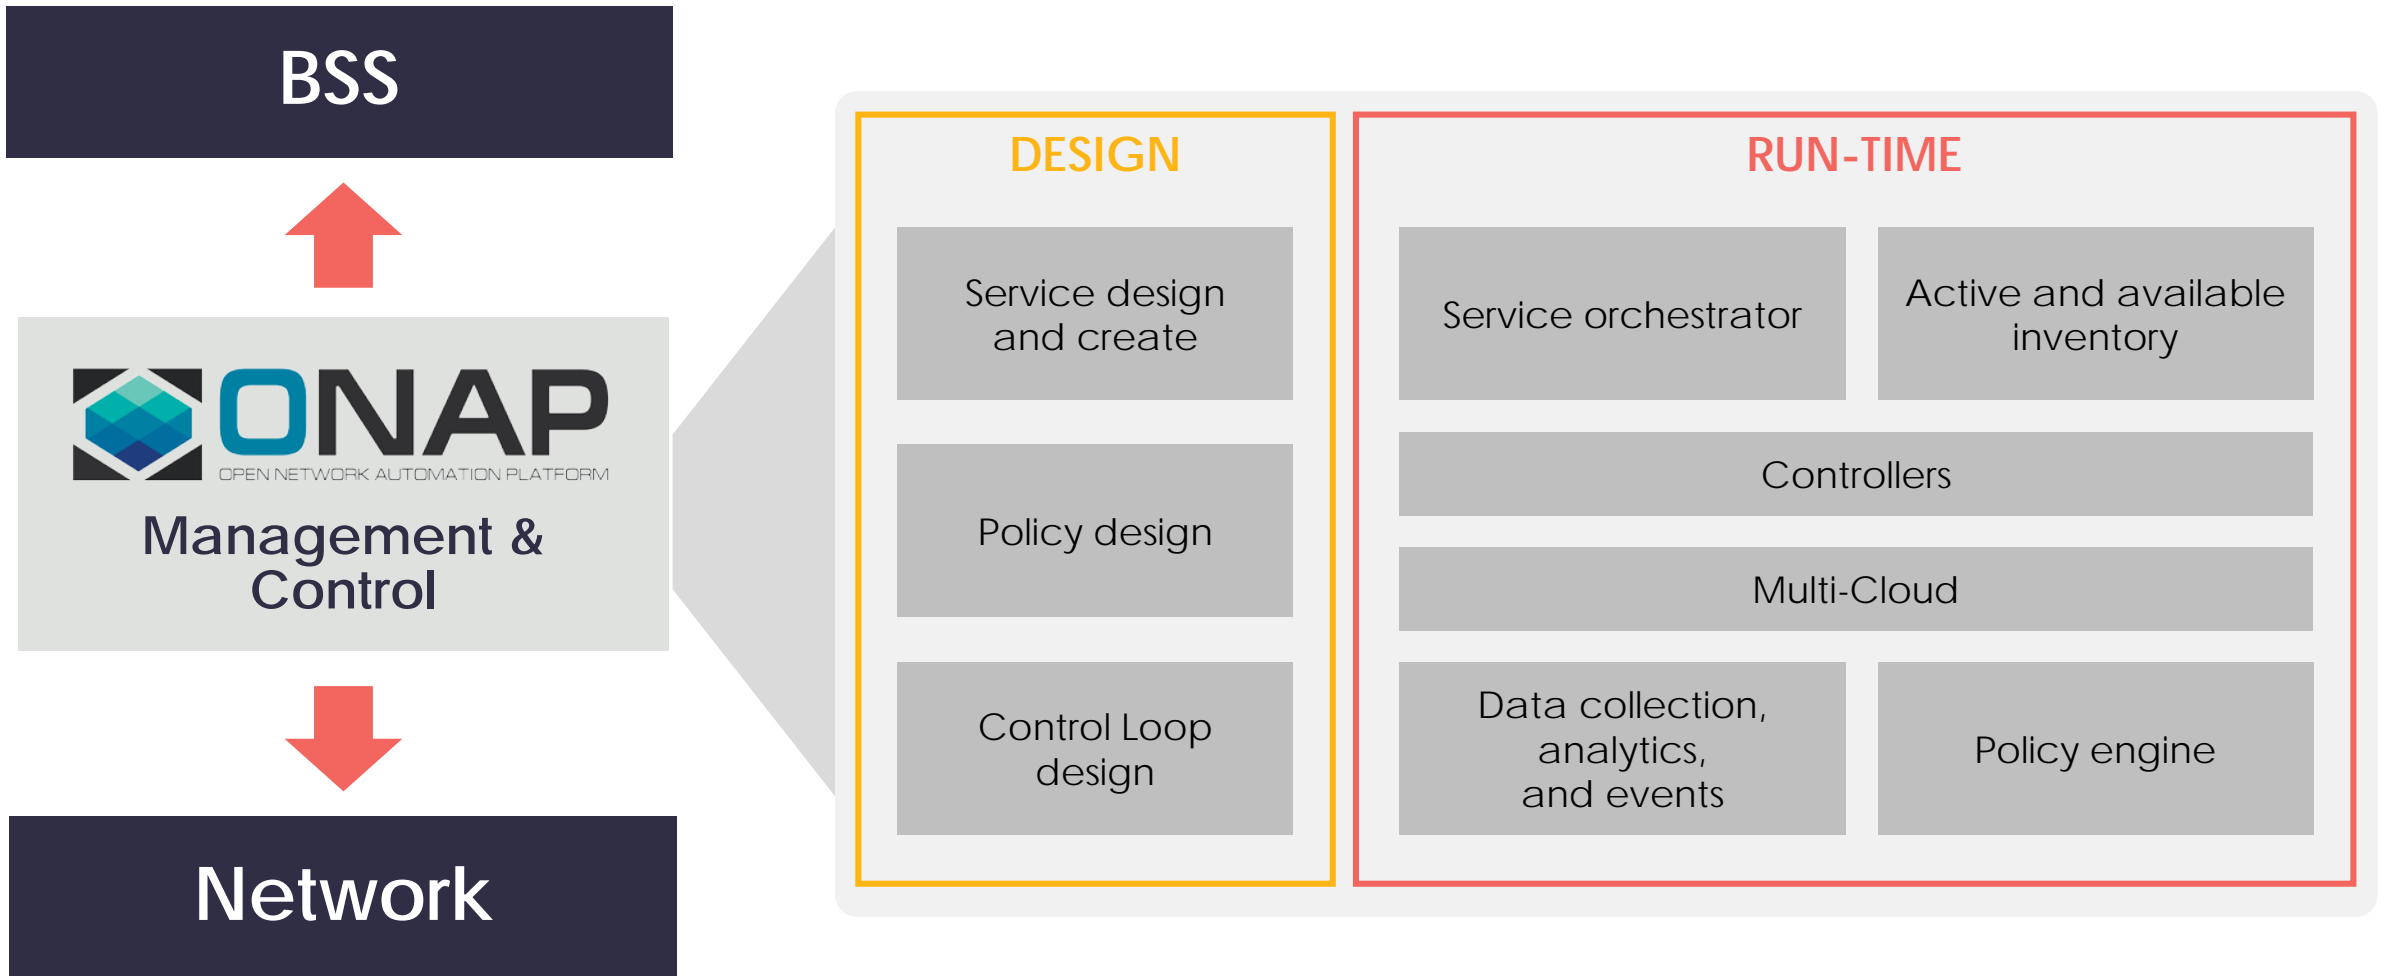 BSS
ONAP
OPEN NETWORK AUTOMATION PLATFORM
Management &
Control
Network
DESIGN
Service design
and create
Policy design
Control Loop
design
RUN-TIME
Service orchestrator
Active and available
inventory
Controllers
Multi-Cloud
Data collection,
analytics,
and events
Policy engine